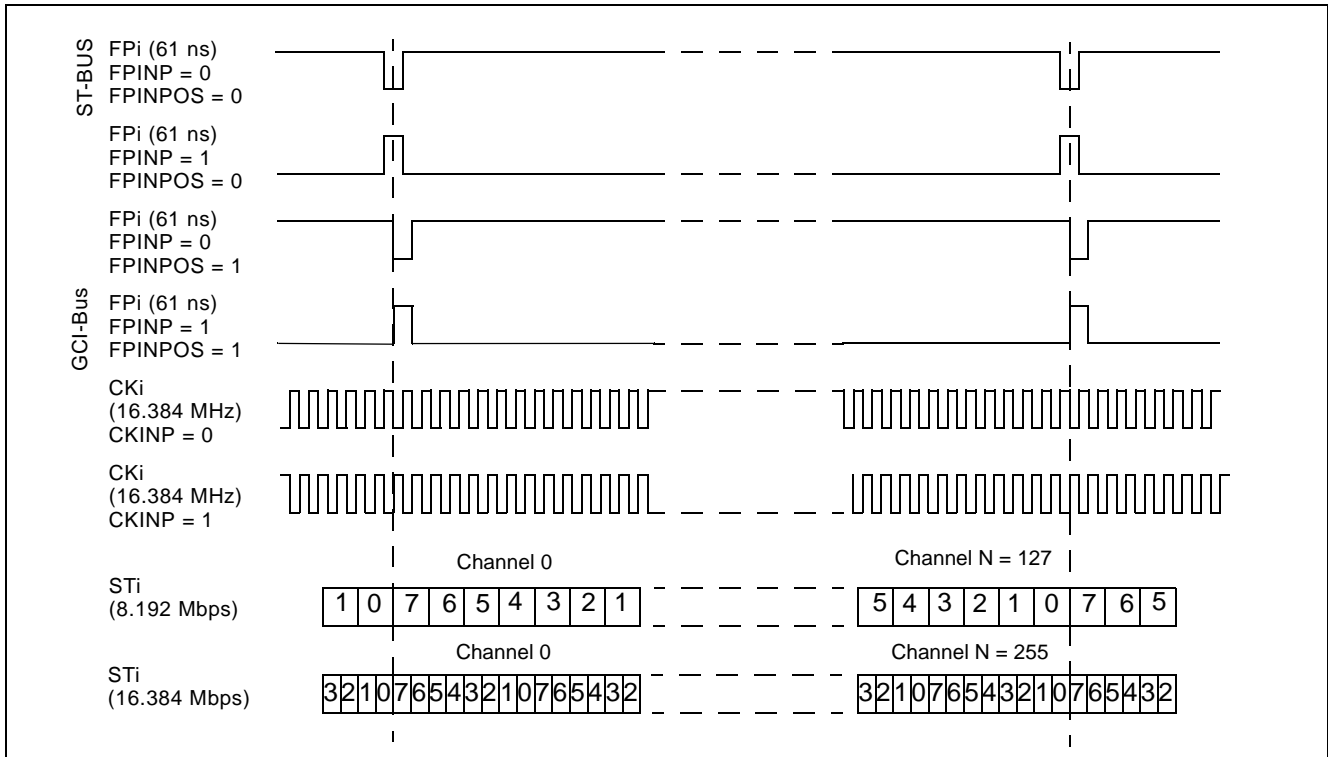 ST-BUS
FPi (61 ns)
FPINP = 0
FPINPOS = 0
FPi (61 ns)
FPINP = 1
FPINPOS = 0
FPi (61 ns)
FPINP = 0
FPINPOS = 1
GCI-Bus
FPi (61 ns)
FPINP = 1
FPINPOS = 1
CKi
(16.384 MHz)
CKINP = 0
CKi
(16.384 MHz)
CKINP = 1
Channel 0
Channel N = 127
STi
(8.192 Mbps)
1 0 7 6 5 4 3 2 1
5 4 3 2 1 0 7 6 5
Channel 0
Channel N = 255
STi
(16.384 Mbps)
3 2 1 0 7 6 5 4 3 2 1 0 7 6 5 4 3 2
3 2 1 0 7 6 5 4 3 2 1 0 7 6 5 4 3 2